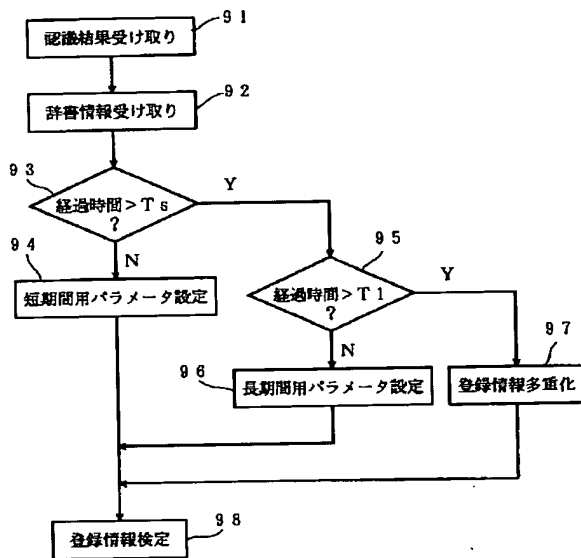 91
認識結果受け取り
92
辞書情報受け取り
93
経過時間>Ts
?
Y
N
94
短期間用パラメータ設定
95
経過時間>Tl
?
Y
N
96
長期間用パラメータ設定
97
登録情報多重化
登録情報検定
98